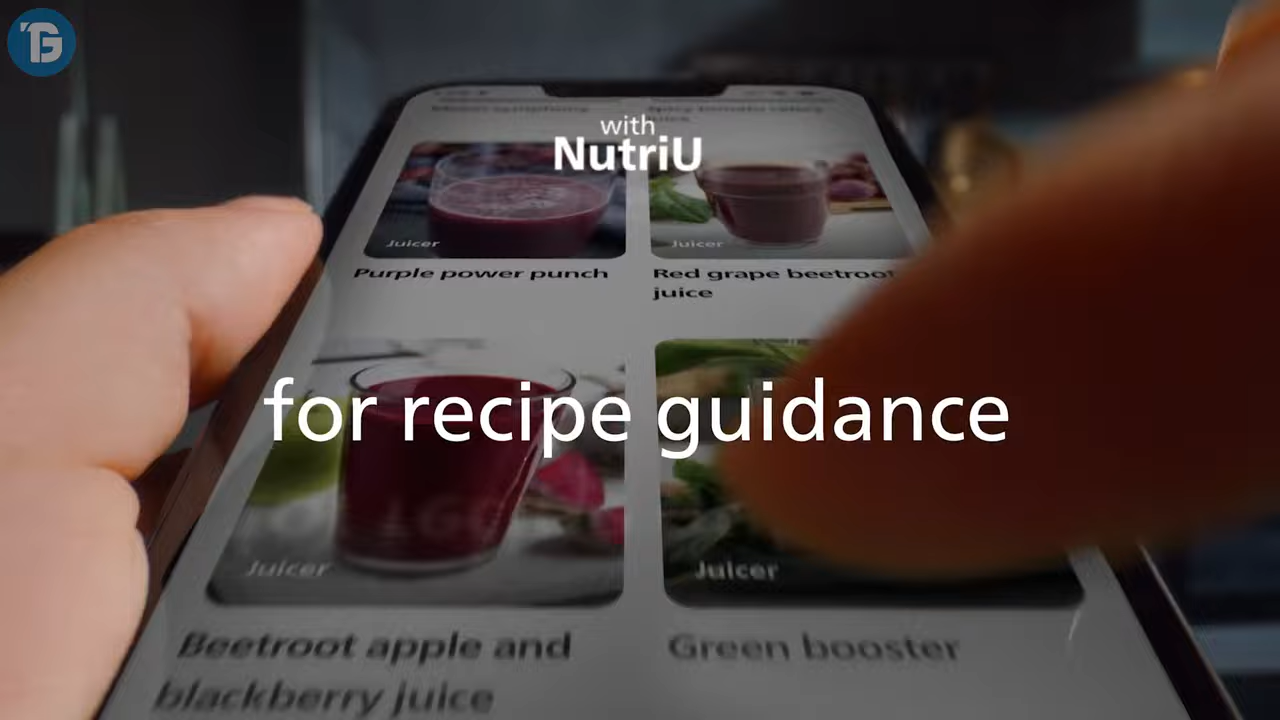 TG
with
NutriU
Juicer
Juicer
Purple power punch
Red grape beetroot
juice
for recipe guidance
Juicer
Juicer
Beetroot apple and
blackberry juice
Green booster